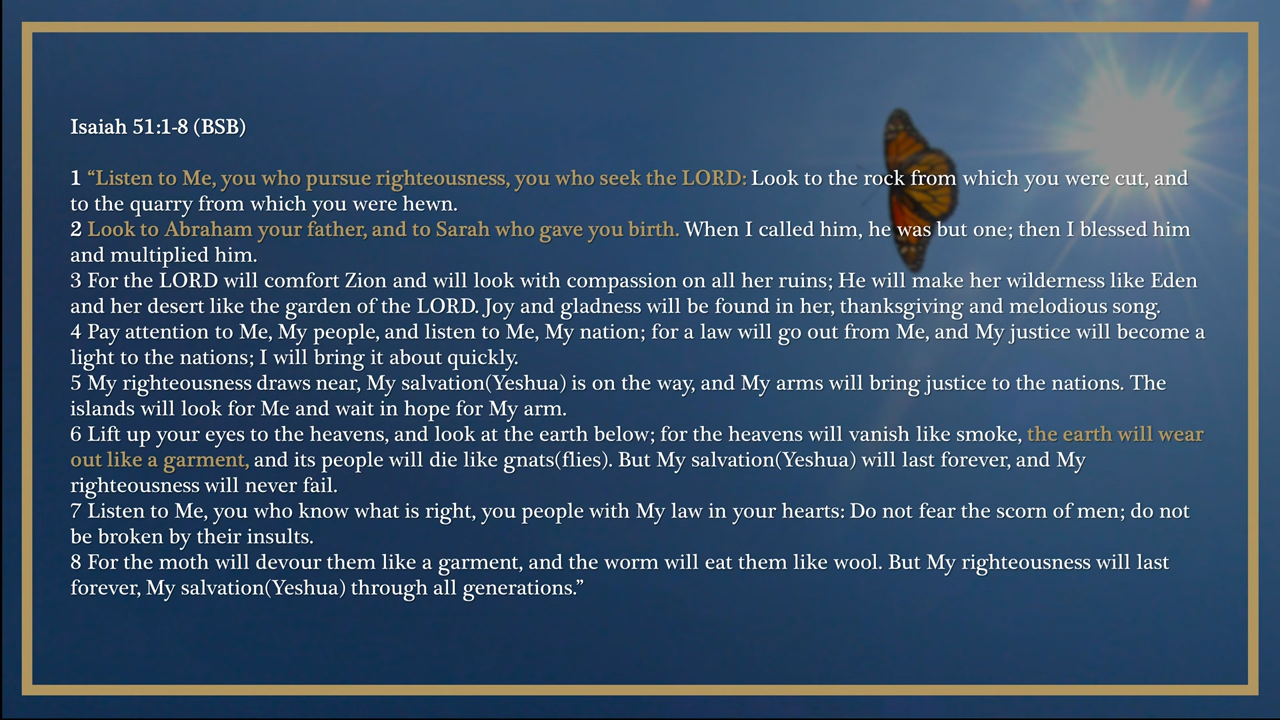 Isaiah 51:1-8 (BSB)
1 “Listen to Me, you who pursue righteousness, you who seek the LORD: Look to the rock from which you were cut, and
to the quarry from which you were hewn.
2 Look to Abraham your father, and to Sarah who gave you birth. When I called him, he was but one; then I blessed him
and multiplied him.
3 For the LORD will comfort Zion and will look with compassion on all her ruins; He will make her wilderness like Eden
and her desert like the garden of the LORD. Joy and gladness will be found in her, thanksgiving and melodious song.
4 Pay attention to Me, My people, and listen to Me, My nation; for a law will go out from Me, and My justice will become a
light to the nations; I will bring it about quickly.
5 My righteousness draws near, My salvation(Yeshua) is on the way, and My arms will bring justice to the nations. The
islands will look for Me and wait in hope for My arm.
6 Lift up your eyes to the heavens, and look at the earth below; for the heavens will vanish like smoke, the earth will wear
out like a garment, and its people will die like gnats(flies). But My salvation(Yeshua) will last forever, and My
righteousness will never fail.
7 Listen to Me, you who know what is right, you people with My law in your hearts: Do not fear the scorn of men; do not
be broken by their insults.
8 For the moth will devour them like a garment, and the worm will eat them like wool. But My righteousness will last
forever, My salvation(Yeshua) through all generations.”